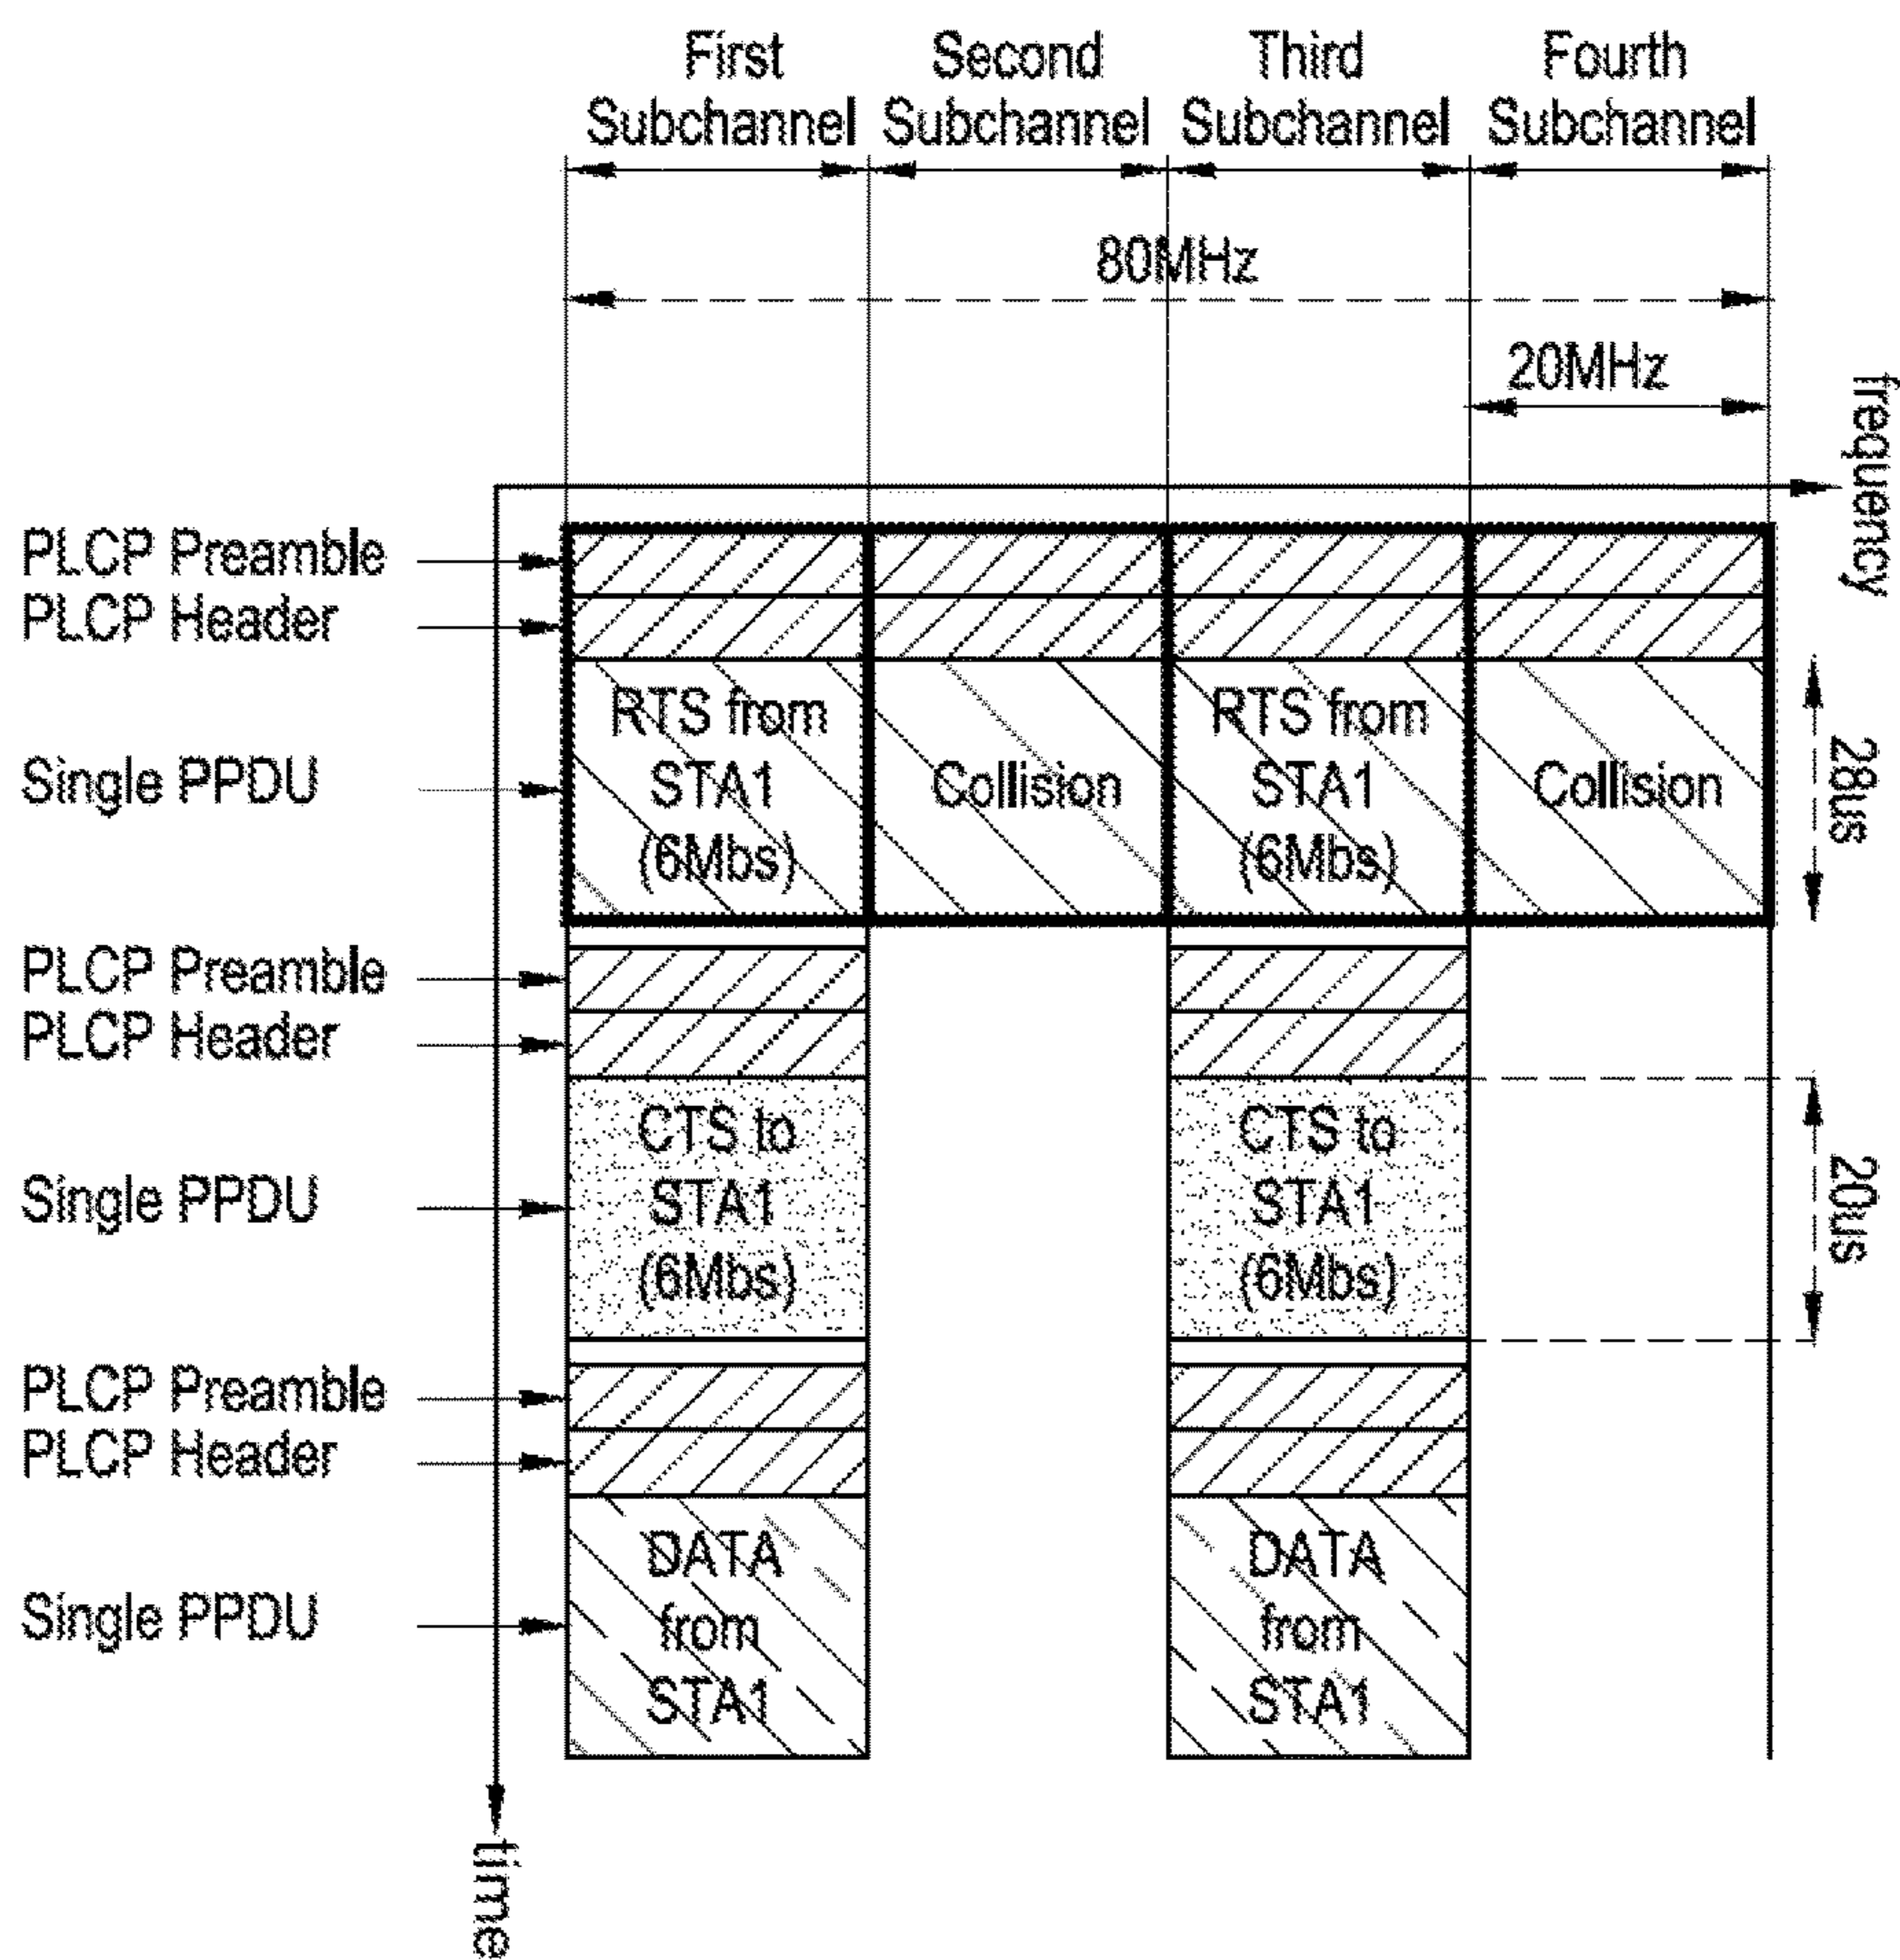 First Subchannel
Second Subchannel
Third Subchannel
Fourth Subchannel
80MHz
20MHz
frequency
PLCP Preamble
PLCP Header
Single PPDU
RTS from
STA1
(6Mbs)
Collision
RTS from
STA1
(6Mbs)
Collision
28us
PLCP Preamble
PLCP Header
Single PPDU
CTS to
STA1
(6Mbs)
CTS to
STA1
(6Mbs)
20us
PLCP Preamble
PLCP Header
Single PPDU
DATA
from
STA1
DATA
from
STA1
time